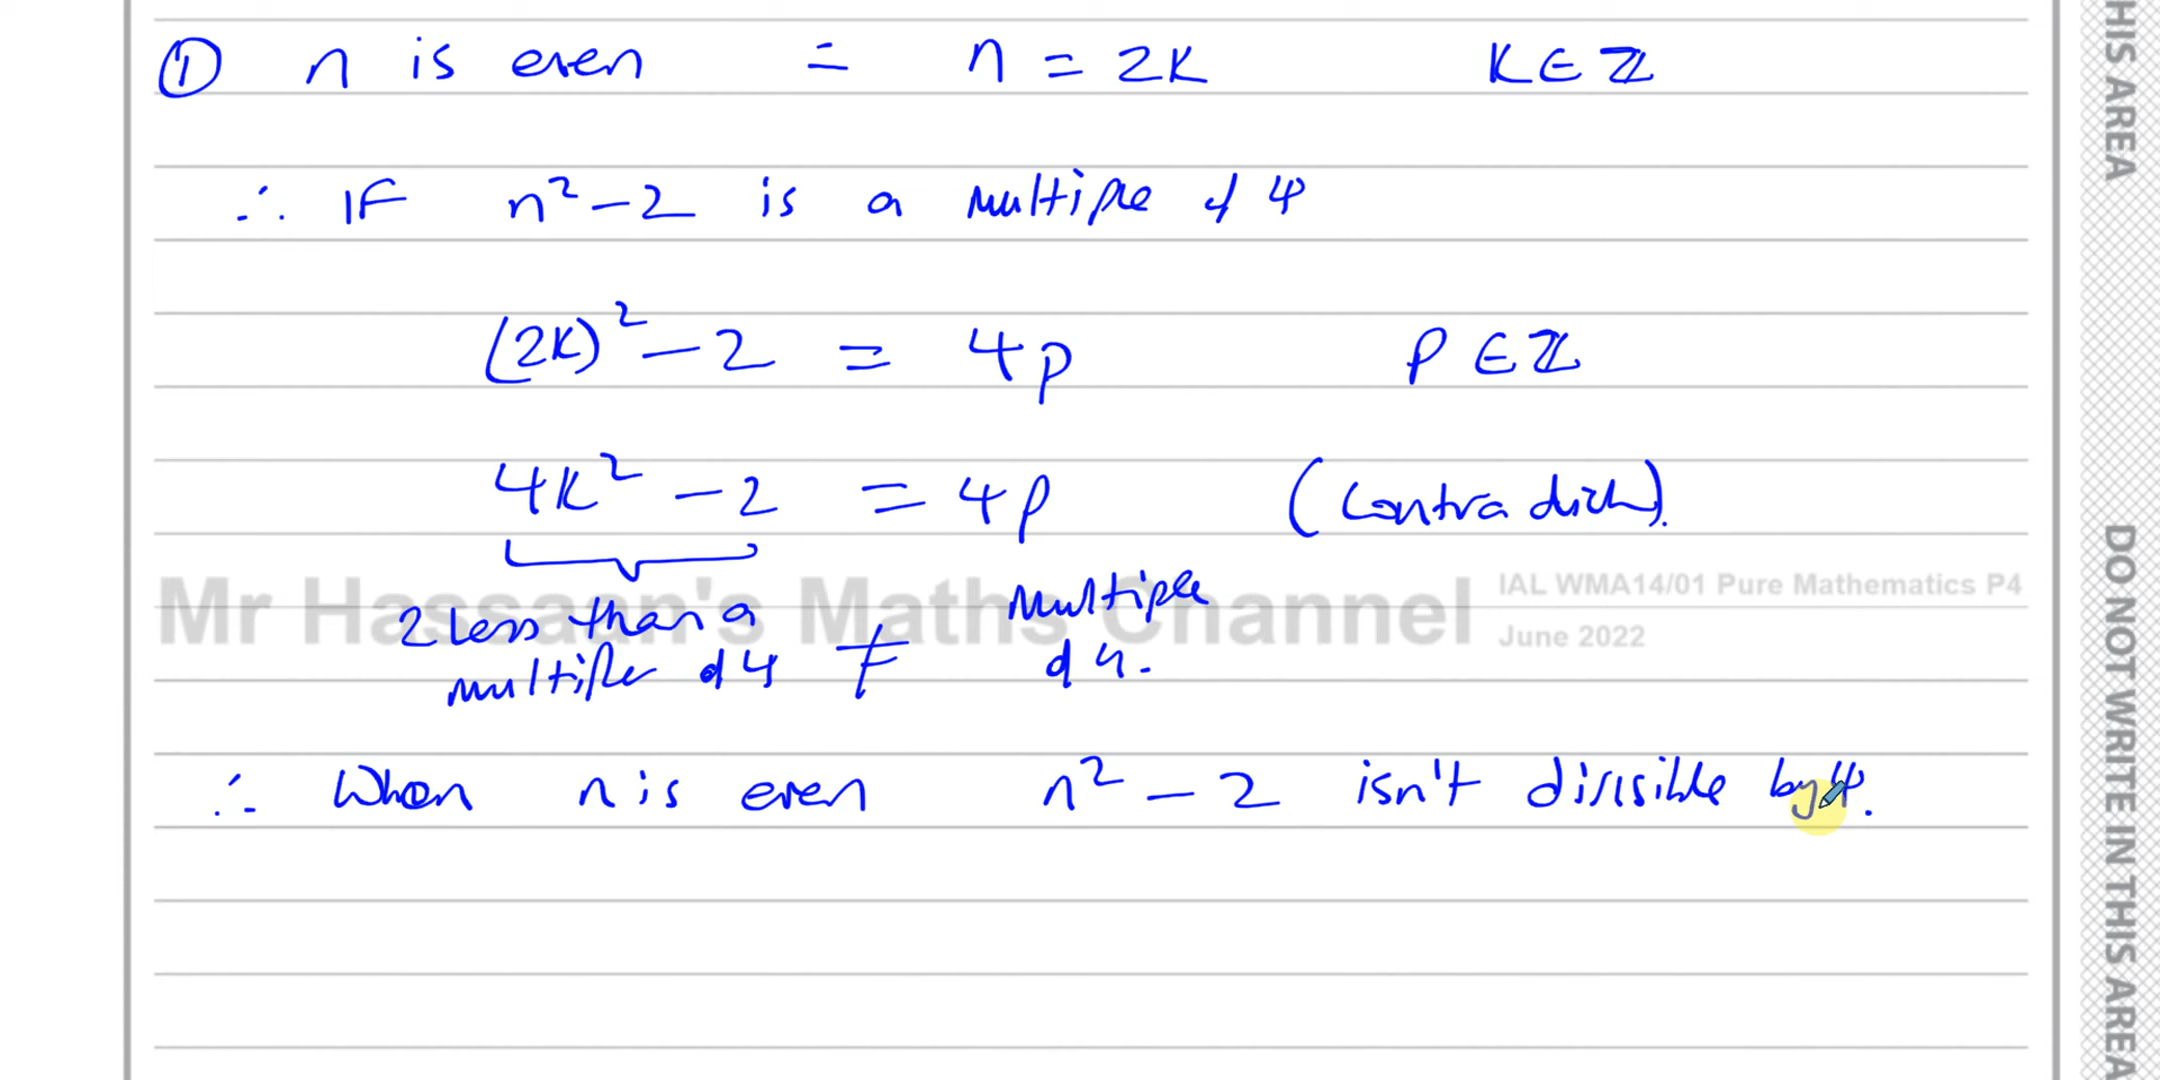 ① n is even = n = 2K K ∈ ℤ
∴ IF n² – 2 is a multiple of 4
(2K)² – 2 = 4p P ∈ ℤ
4K² – 2 = 4p (contradicts).
2 less than a multiple of 4 ≠ Multiple of 4.
Mr Hassaan's Maths Channel
IAL WMA14/01 Pure Mathematics P4
June 2022
∴ When n is even n² – 2 isn't divisible by 4.
HIS AREA
DO NOT WRITE IN THIS AREA